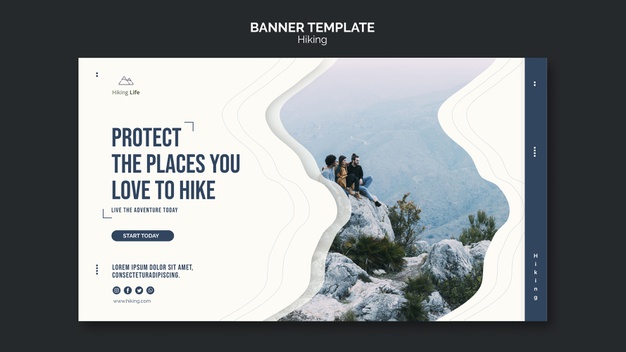 BANNER TEMPLATE
Hiking
Hiking Life
PROTECT
THE PLACES YOU
LOVE TO HIKE
LIVE THE ADVENTURE TODAY
START TODAY
LOREM IPSUM DOLOR SIT AMET,
CONSECTETURADIPISCING.
www.hiking.com
Hiking